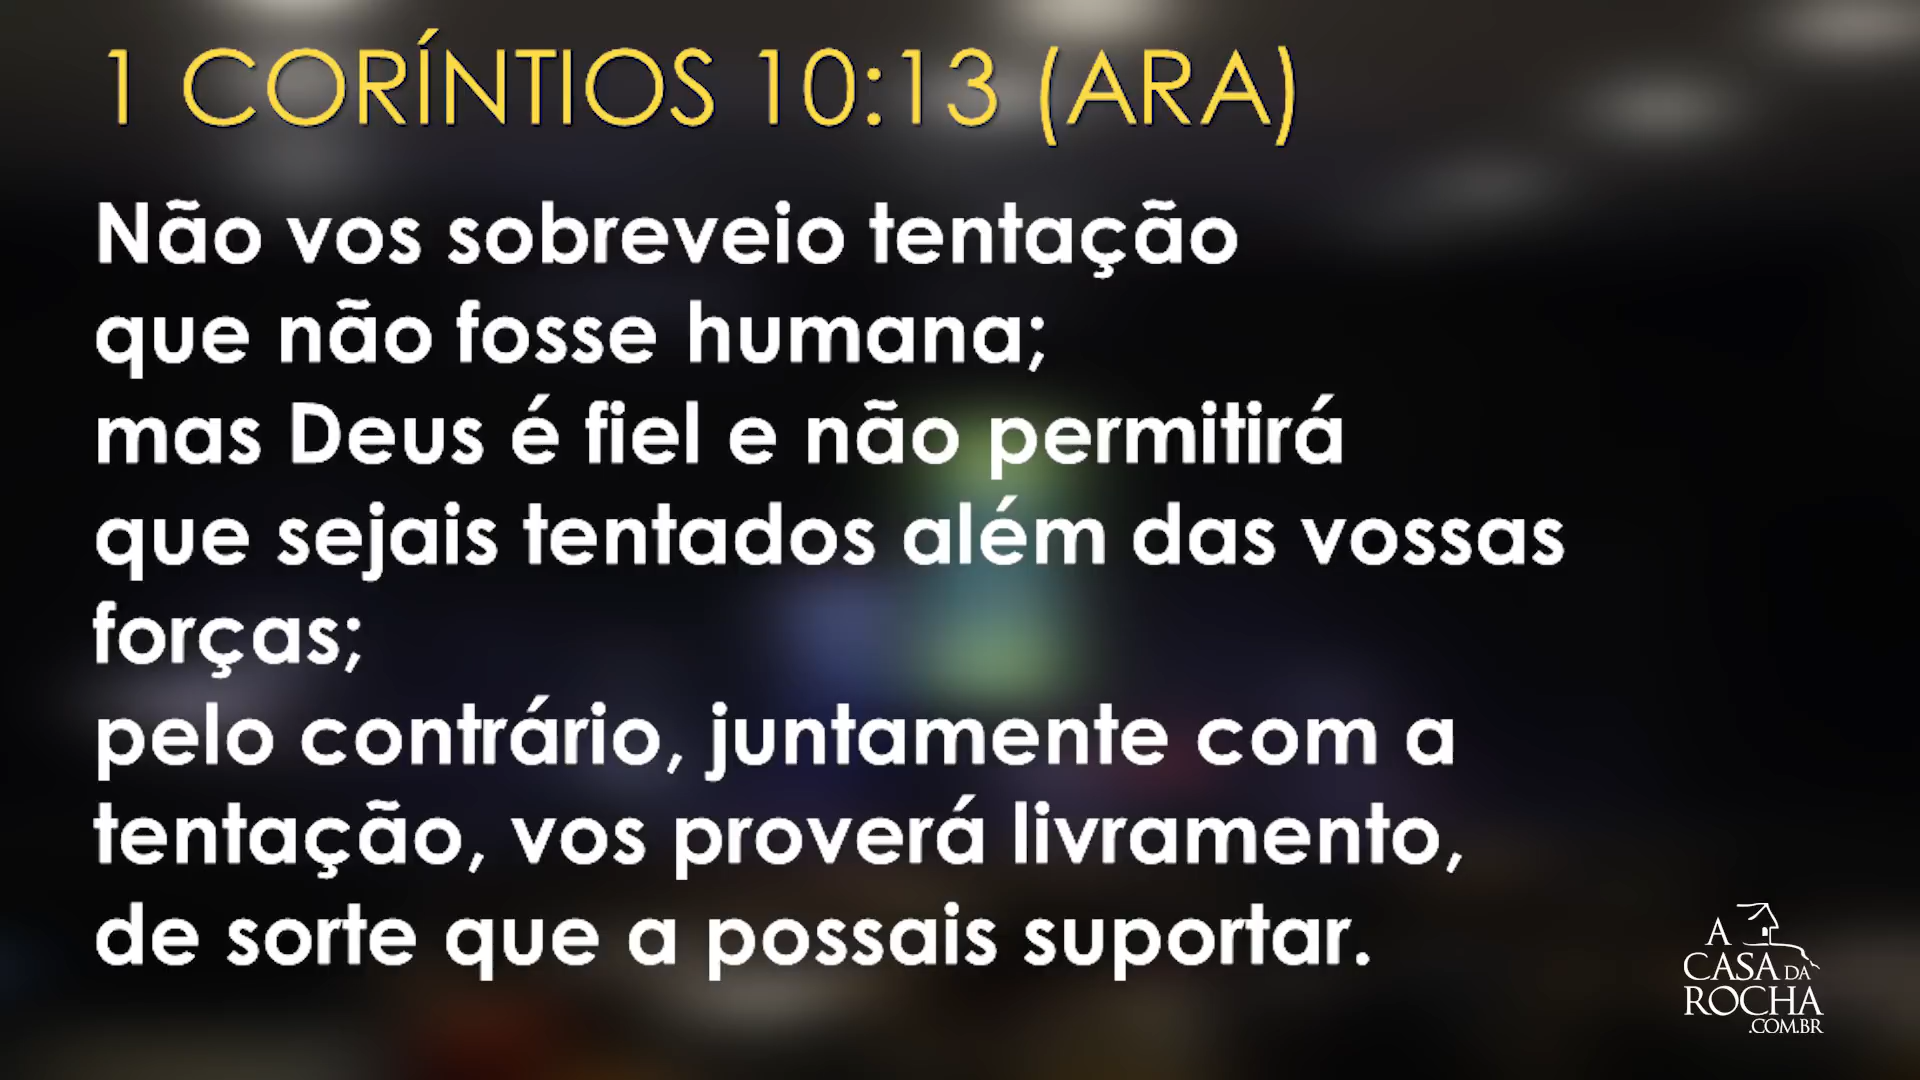 1 CORÍNTIOS 10:13 (ARA)
Não vos sobreveio tentação
que não fosse humana;
mas Deus é fiel e não permitirá
que sejais tentados além das vossas
forças;
pelo contrário, juntamente com a
tentação, vos proverá livramento,
de sorte que a possais suportar.
A
CASA DA
ROCHA
.COM.BR